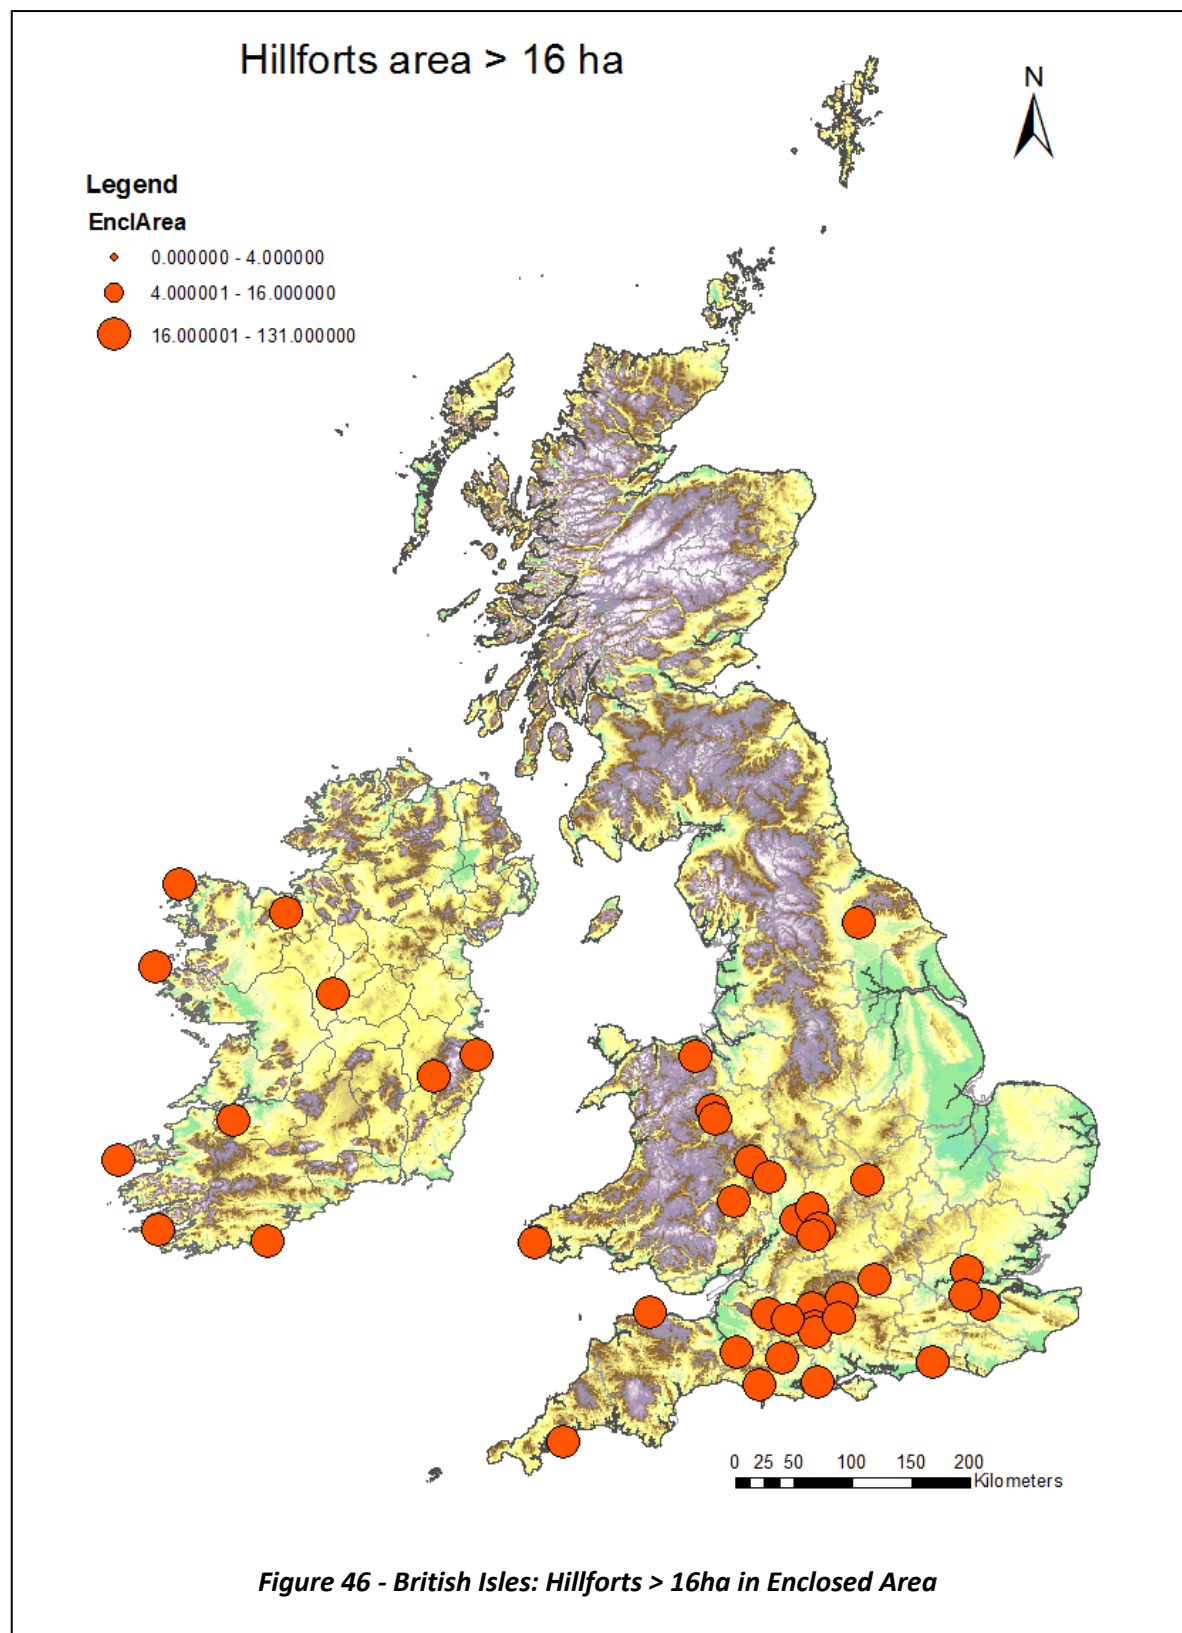 Hillforts area > 16 ha
N
Legend
EnclArea
0.000000 - 4.000000
4.000001 - 16.000000
16.000001 - 131.000000
0 25 50 100 150 200
Kilometers
Figure 46 - British Isles: Hillforts > 16ha in Enclosed Area